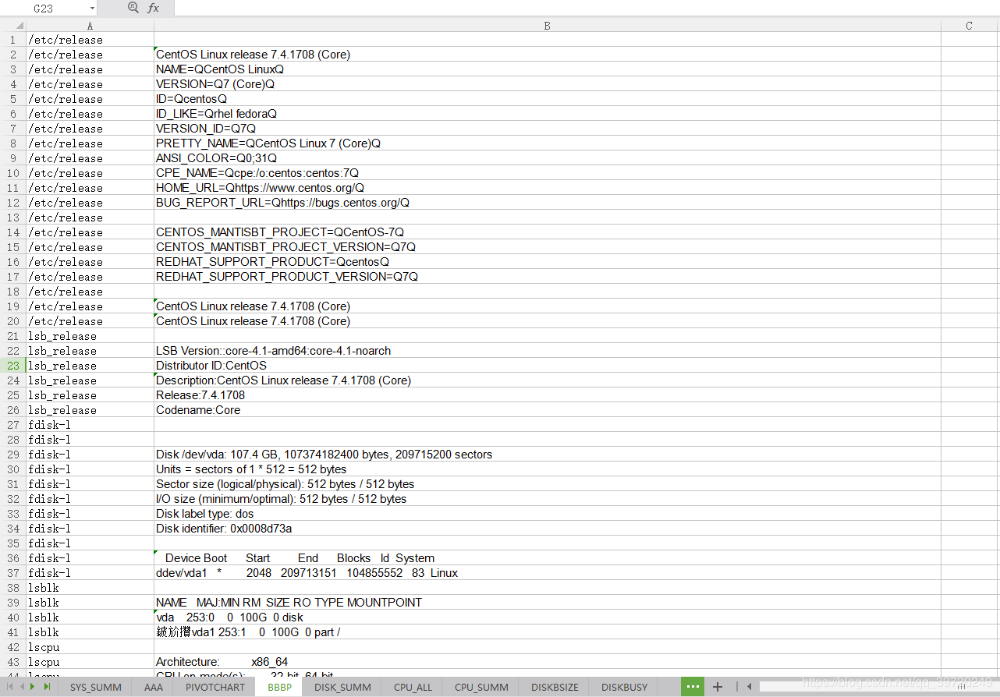 G23 fx
A B C
1 /etc/release
2 /etc/release CentOS Linux release 7.4.1708 (Core)
3 /etc/release NAME=QCentOS LinuxQ
4 /etc/release VERSION=Q7 (Core)Q
5 /etc/release ID=QcentosQ
6 /etc/release ID_LIKE=Qrhel fedoraQ
7 /etc/release VERSION_ID=Q7Q
8 /etc/release PRETTY_NAME=QCentOS Linux 7 (Core)Q
9 /etc/release ANSI_COLOR=Q0;31Q
10 /etc/release CPE_NAME=Qcpe:/o:centos:centos:7Q
11 /etc/release HOME_URL=Qhttps://www.centos.org/Q
12 /etc/release BUG_REPORT_URL=Qhttps://bugs.centos.org/Q
13 /etc/release
14 /etc/release CENTOS_MANTISBT_PROJECT=QCentOS-7Q
15 /etc/release CENTOS_MANTISBT_PROJECT_VERSION=Q7Q
16 /etc/release REDHAT_SUPPORT_PRODUCT=QcentosQ
17 /etc/release REDHAT_SUPPORT_PRODUCT_VERSION=Q7Q
18 /etc/release
19 /etc/release CentOS Linux release 7.4.1708 (Core)
20 /etc/release CentOS Linux release 7.4.1708 (Core)
21 lsb_release
22 lsb_release LSB Version::core-4.1-amd64:core-4.1-noarch
23 lsb_release Distributor ID:CentOS
24 lsb_release Description:CentOS Linux release 7.4.1708 (Core)
25 lsb_release Release:7.4.1708
26 lsb_release Codename:Core
27 fdisk-l
28 fdisk-l
29 fdisk-l Disk /dev/vda: 107.4 GB, 107374182400 bytes, 209715200 sectors
30 fdisk-l Units = sectors of 1 * 512 = 512 bytes
31 fdisk-l Sector size (logical/physical): 512 bytes / 512 bytes
32 fdisk-l I/O size (minimum/optimal): 512 bytes / 512 bytes
33 fdisk-l Disk label type: dos
34 fdisk-l Disk identifier: 0x0008d73a
35 fdisk-l
36 fdisk-l Device Boot Start End Blocks Id System
37 fdisk-l ddev/vda1 * 2048 209713151 104855552 83 Linux
38 lsblk
39 lsblk NAME MAJ:MIN RM SIZE RO TYPE MOUNTPOINT
40 lsblk vda 253:0 0 100G 0 disk
41 lsblk vda1 253:1 0 100G 0 part /
42 lscpu
43 lscpu Architecture: x86_64
44 lscpu CPU op-mode(s): 32-bit, 64-bit
SYS_SUMM AAA PIVOTCHART BBBP DISK_SUMM CPU_ALL CPU_SUMM DISKBSIZE DISKBUSY
https://blog.csdn.net/qq_39720249